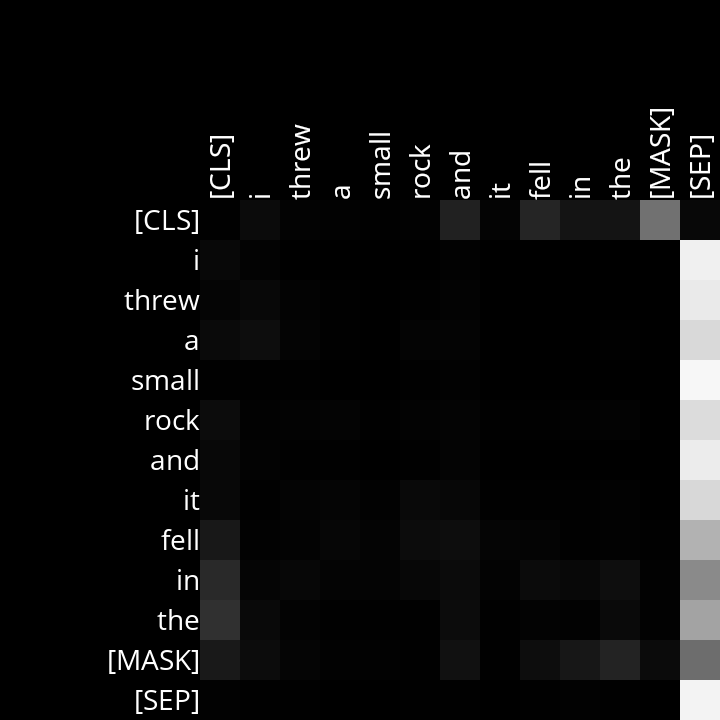 [CLS] i threw a small rock and it fell in the [MASK] [SEP]
[CLS]
i
threw
a
small
rock
and
it
fell
in
the
[MASK]
[SEP]